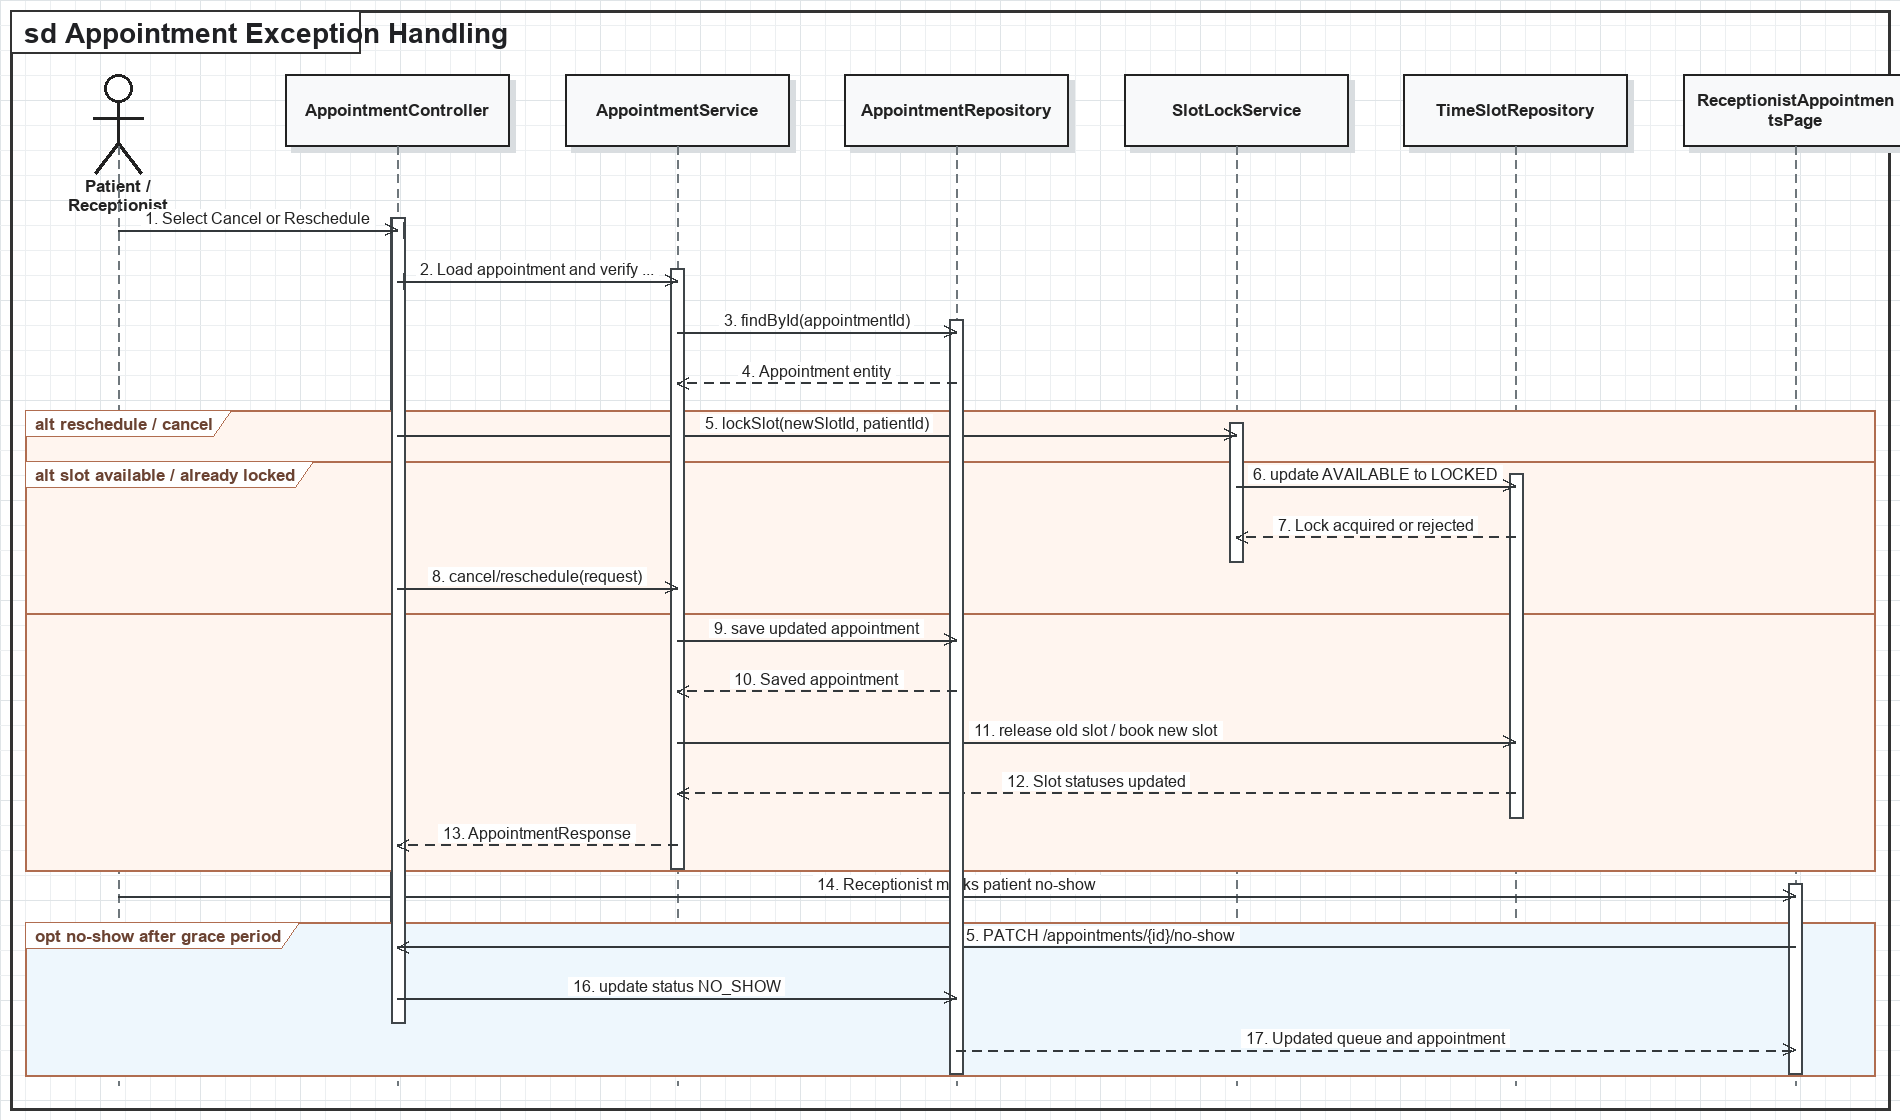 sd Appointment Exception Handling
Patient /
Receptionist
AppointmentController
AppointmentService
AppointmentRepository
SlotLockService
TimeSlotRepository
ReceptionistAppointmen
tsPage
1. Select Cancel or Reschedule
2. Load appointment and verify ...
3. findById(appointmentId)
4. Appointment entity
alt reschedule / cancel
5. lockSlot(newSlotId, patientId)
alt slot available / already locked
6. update AVAILABLE to LOCKED
7. Lock acquired or rejected
8. cancel/reschedule(request)
9. save updated appointment
10. Saved appointment
11. release old slot / book new slot
12. Slot statuses updated
13. AppointmentResponse
14. Receptionist m ks patient no-show
opt no-show after grace period
5. PATCH /appointments/{id}/no-show
16. update status NO_SHOW
17. Updated queue and appointment